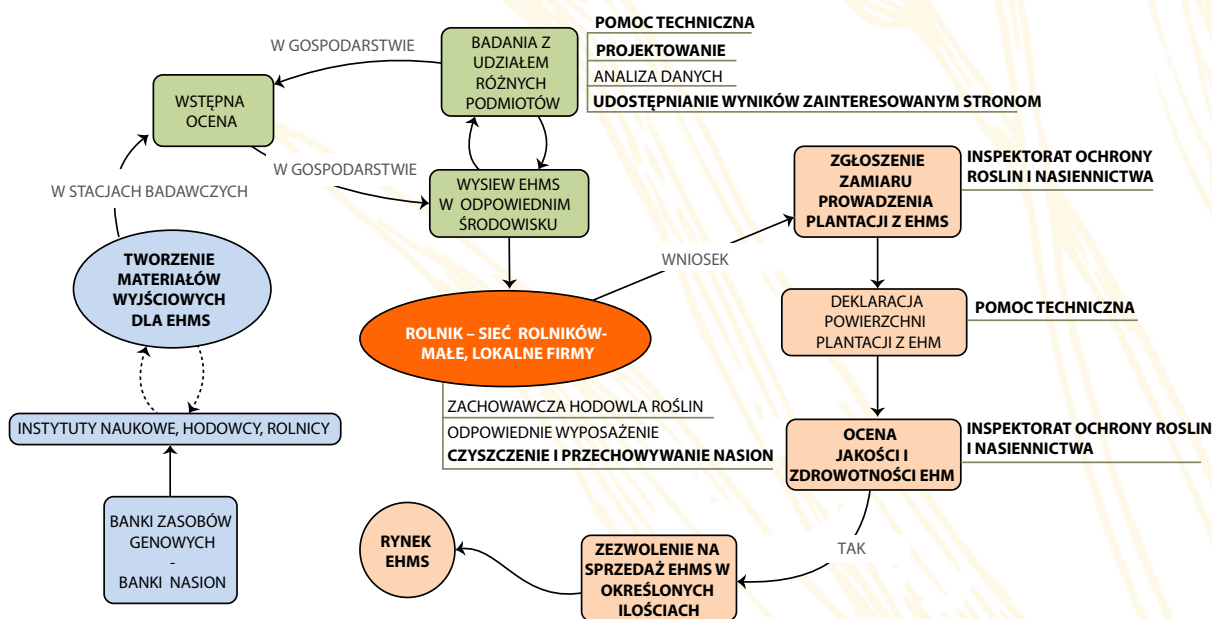 POMOC TECHNICZNA
PROJEKTOWANIE
ANALIZA DANYCH
UDOSTĘPNIANIE WYNIKÓW ZAINTERESOWANYM STRONOM
BADANIA Z
UDZIAŁEM
RÓŻNYCH
PODMIOTÓW
W GOSPODARSTWIE
WSTĘPNA
OCENA
W GOSPODARSTWIE
W STACJACH BADAWCZYCH
WYSIEW EHMS
W ODPOWIEDNIM
ŚRODOWISKU
TWORZENIE
MATERIAŁÓW
WYJŚCIOWYCH
DLA EHMS
INSTYTUTY NAUKOWE, HODOWCY, ROLNICY
BANKI ZASOBÓW
GENOWYCH
-
BANKI NASION
ROLNIK – SIEĆ ROLNIKÓW-
MAŁE, LOKALNE FIRMY
ZACHOWAWCZA HODOWLA ROŚLIN
ODPOWIEDNIE WYPOSAŻENIE
CZYSZCZENIE I PRZECHOWYWANIE NASION
WNIOSEK
ZGŁOSZENIE
ZAMIARU
PROWADZENIA
PLANTACJI Z EHMS
INSPEKTORAT OCHRONY
ROSLIN I NASIENNICTWA
DEKLARACJA
POWIERZCHNI
PLANTACJI Z EHM
POMOC TECHNICZNA
OCENA
JAKOŚCI I
ZDROWOTNOŚCI EHM
INSPEKTORAT OCHRONY ROSLIN
I NASIENNICTWA
TAK
ZEZWOLENIE NA
SPRZEDAŻ EHMS W
OKREŚLONYCH
ILOŚCIACH
RYNEK
EHMS